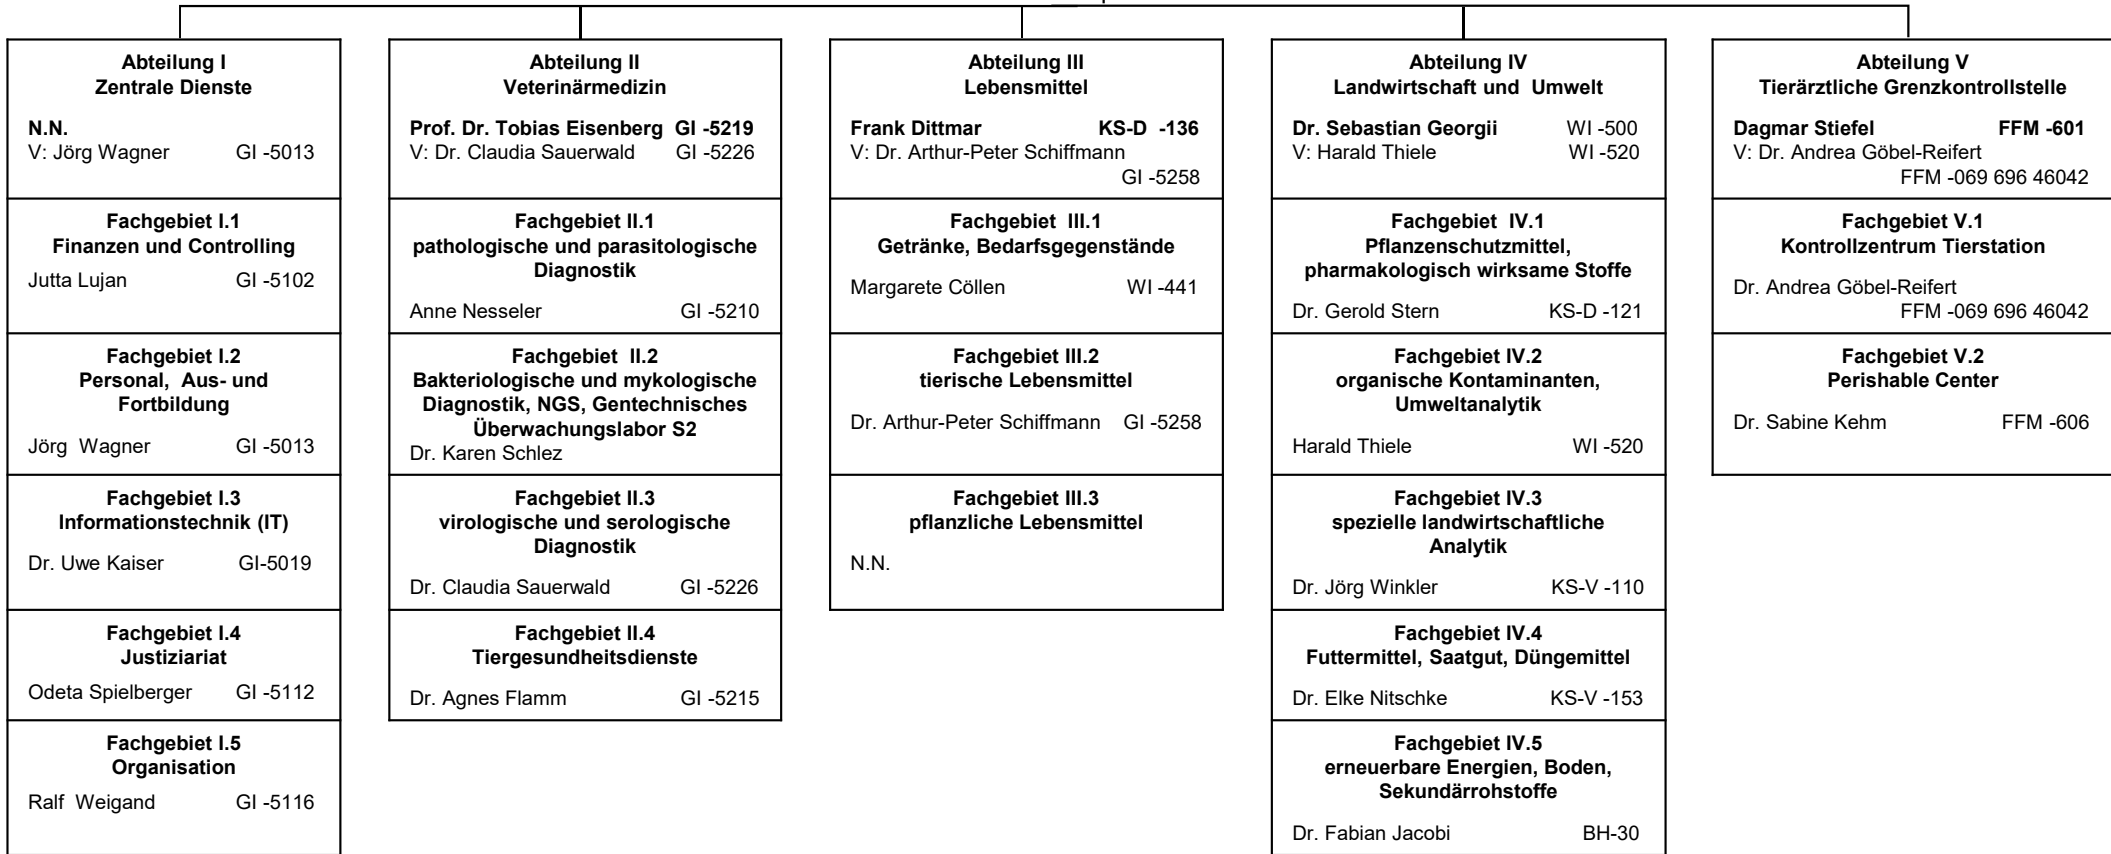 Abteilung I
Zentrale Dienste
N.N.
V: Jörg Wagner GI -5013
Fachgebiet I.1
Finanzen und Controlling
Jutta Lujan GI -5102
Fachgebiet I.2
Personal, Aus- und
Fortbildung
Jörg Wagner GI -5013
Fachgebiet I.3
Informationstechnik (IT)
Dr. Uwe Kaiser GI-5019
Fachgebiet I.4
Justiziariat
Odeta Spielberger GI -5112
Fachgebiet I.5
Organisation
Ralf Weigand GI -5116
Abteilung II
Veterinärmedizin
Prof. Dr. Tobias Eisenberg GI -5219
V: Dr. Claudia Sauerwald GI -5226
Fachgebiet II.1
pathologische und parasitologische
Diagnostik
Anne Nesseler GI -5210
Fachgebiet II.2
Bakteriologische und mykologische
Diagnostik, NGS, Gentechnisches
Überwachungslabor S2
Dr. Karen Schlez
Fachgebiet II.3
virologische und serologische
Diagnostik
Dr. Claudia Sauerwald GI -5226
Fachgebiet II.4
Tiergesundheitsdienste
Dr. Agnes Flamm GI -5215
Abteilung III
Lebensmittel
Frank Dittmar KS-D -136
V: Dr. Arthur-Peter Schiffmann
GI -5258
Fachgebiet III.1
Getränke, Bedarfsgegenstände
Margarete Cöllen WI -441
Fachgebiet III.2
tierische Lebensmittel
Dr. Arthur-Peter Schiffmann GI -5258
Fachgebiet III.3
pflanzliche Lebensmittel
N.N.
Abteilung IV
Landwirtschaft und Umwelt
Dr. Sebastian Georgii WI -500
V: Harald Thiele WI -520
Fachgebiet IV.1
Pflanzenschutzmittel,
pharmakologisch wirksame Stoffe
Dr. Gerold Stern KS-D -121
Fachgebiet IV.2
organische Kontaminanten,
Umweltanalytik
Harald Thiele WI -520
Fachgebiet IV.3
spezielle landwirtschaftliche
Analytik
Dr. Jörg Winkler KS-V -110
Fachgebiet IV.4
Futtermittel, Saatgut, Düngemittel
Dr. Elke Nitschke KS-V -153
Fachgebiet IV.5
erneuerbare Energien, Boden,
Sekundärrohstoffe
Dr. Fabian Jacobi BH-30
Abteilung V
Tierärztliche Grenzkontrollstelle
Dagmar Stiefel FFM -601
V: Dr. Andrea Göbel-Reifert
FFM -069 696 46042
Fachgebiet V.1
Kontrollzentrum Tierstation
Dr. Andrea Göbel-Reifert
FFM -069 696 46042
Fachgebiet V.2
Perishable Center
Dr. Sabine Kehm FFM -606